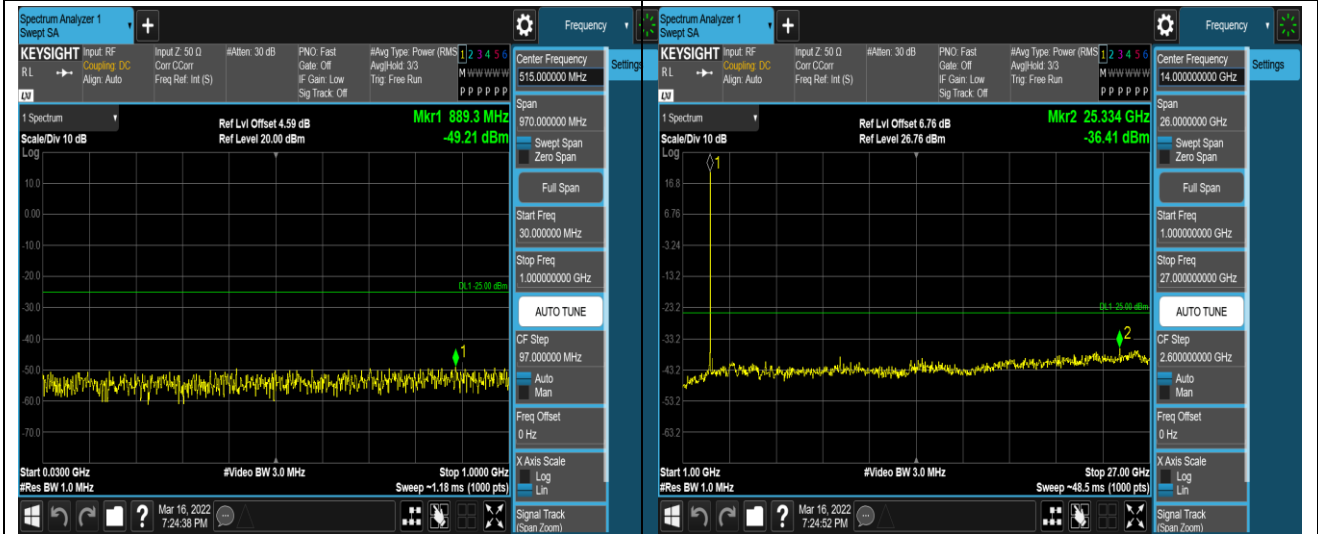 Spectrum Analyzer 1
Swept SA
+
Frequency
KEYSIGHT
RL
LXI
Input: RF
Coupling: DC
Align: Auto
Input Z: 50 Ω
Corr CCorr
Freq Ref: Int (S)
#Atten: 30 dB
PNO: Fast
Gate: Off
IF Gain: Low
Sig Track: Off
#Avg Type: Power (RMS
Avg|Hold: 3/3
Trig: Free Run
1 2 3 4 5 6
M W W W W W
P P P P P P
1 Spectrum
Scale/Div 10 dB
Log
Ref Lvl Offset 4.59 dB
Ref Level 20.00 dBm
Mkr1 889.3 MHz
-49.21 dBm
10.0
0.00
-10.0
-20.0
DL1 -25.00 dBm
-30.0
-40.0
1
-50.0
-60.0
-70.0
Start 0.0300 GHz
#Res BW 1.0 MHz
#Video BW 3.0 MHz
Stop 1.0000 GHz
Sweep ~1.18 ms (1000 pts)
?
Mar 16, 2022
7:24:38 PM
Center Frequency
515.000000 MHz
Settings
Span
970.000000 MHz
Swept Span
Zero Span
Full Span
Start Freq
30.000000 MHz
Stop Freq
1.000000000 GHz
AUTO TUNE
CF Step
97.000000 MHz
Auto
Man
Freq Offset
0 Hz
X Axis Scale
Log
Lin
Signal Track
(Span Zoom)
Spectrum Analyzer 1
Swept SA
+
Frequency
KEYSIGHT
RL
LXI
Input: RF
Coupling: DC
Align: Auto
Input Z: 50 Ω
Corr CCorr
Freq Ref: Int (S)
#Atten: 30 dB
PNO: Fast
Gate: Off
IF Gain: Low
Sig Track: Off
#Avg Type: Power (RMS
Avg|Hold: 3/3
Trig: Free Run
1 2 3 4 5 6
M W W W W W
P P P P P P
1 Spectrum
Scale/Div 10 dB
Log
Ref Lvl Offset 6.76 dB
Ref Level 26.76 dBm
Mkr2 25.334 GHz
-36.41 dBm
1
16.8
6.76
-3.24
-13.2
-23.2
DL1 -25.00 dBm
-33.2
2
-43.2
-53.2
-63.2
Start 1.00 GHz
#Res BW 1.0 MHz
#Video BW 3.0 MHz
Stop 27.00 GHz
Sweep ~48.5 ms (1000 pts)
?
Mar 16, 2022
7:24:52 PM
Center Frequency
14.000000000 GHz
Settings
Span
26.0000000 GHz
Swept Span
Zero Span
Full Span
Start Freq
1.000000000 GHz
Stop Freq
27.000000000 GHz
AUTO TUNE
CF Step
2.600000000 GHz
Auto
Man
Freq Offset
0 Hz
X Axis Scale
Log
Lin
Signal Track
(Span Zoom)